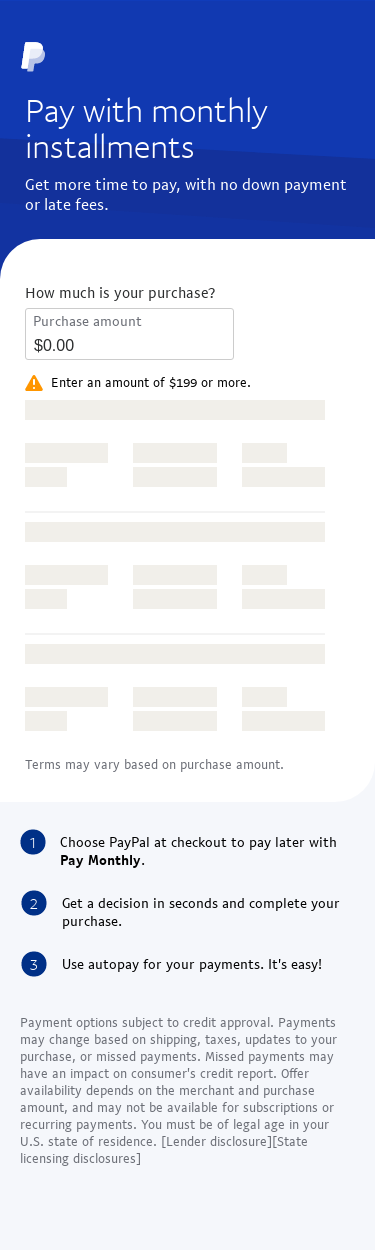 Pay with monthly
installments
Get more time to pay, with no down payment
or late fees.
How much is your purchase?
Purchase amount
$0.00
Enter an amount of $199 or more.
Terms may vary based on purchase amount.
1 Choose PayPal at checkout to pay later with
Pay Monthly.
2 Get a decision in seconds and complete your
purchase.
3 Use autopay for your payments. It's easy!
Payment options subject to credit approval. Payments
may change based on shipping, taxes, updates to your
purchase, or missed payments. Missed payments may
have an impact on consumer's credit report. Offer
availability depends on the merchant and purchase
amount, and may not be available for subscriptions or
recurring payments. You must be of legal age in your
U.S. state of residence. [Lender disclosure][State
licensing disclosures]